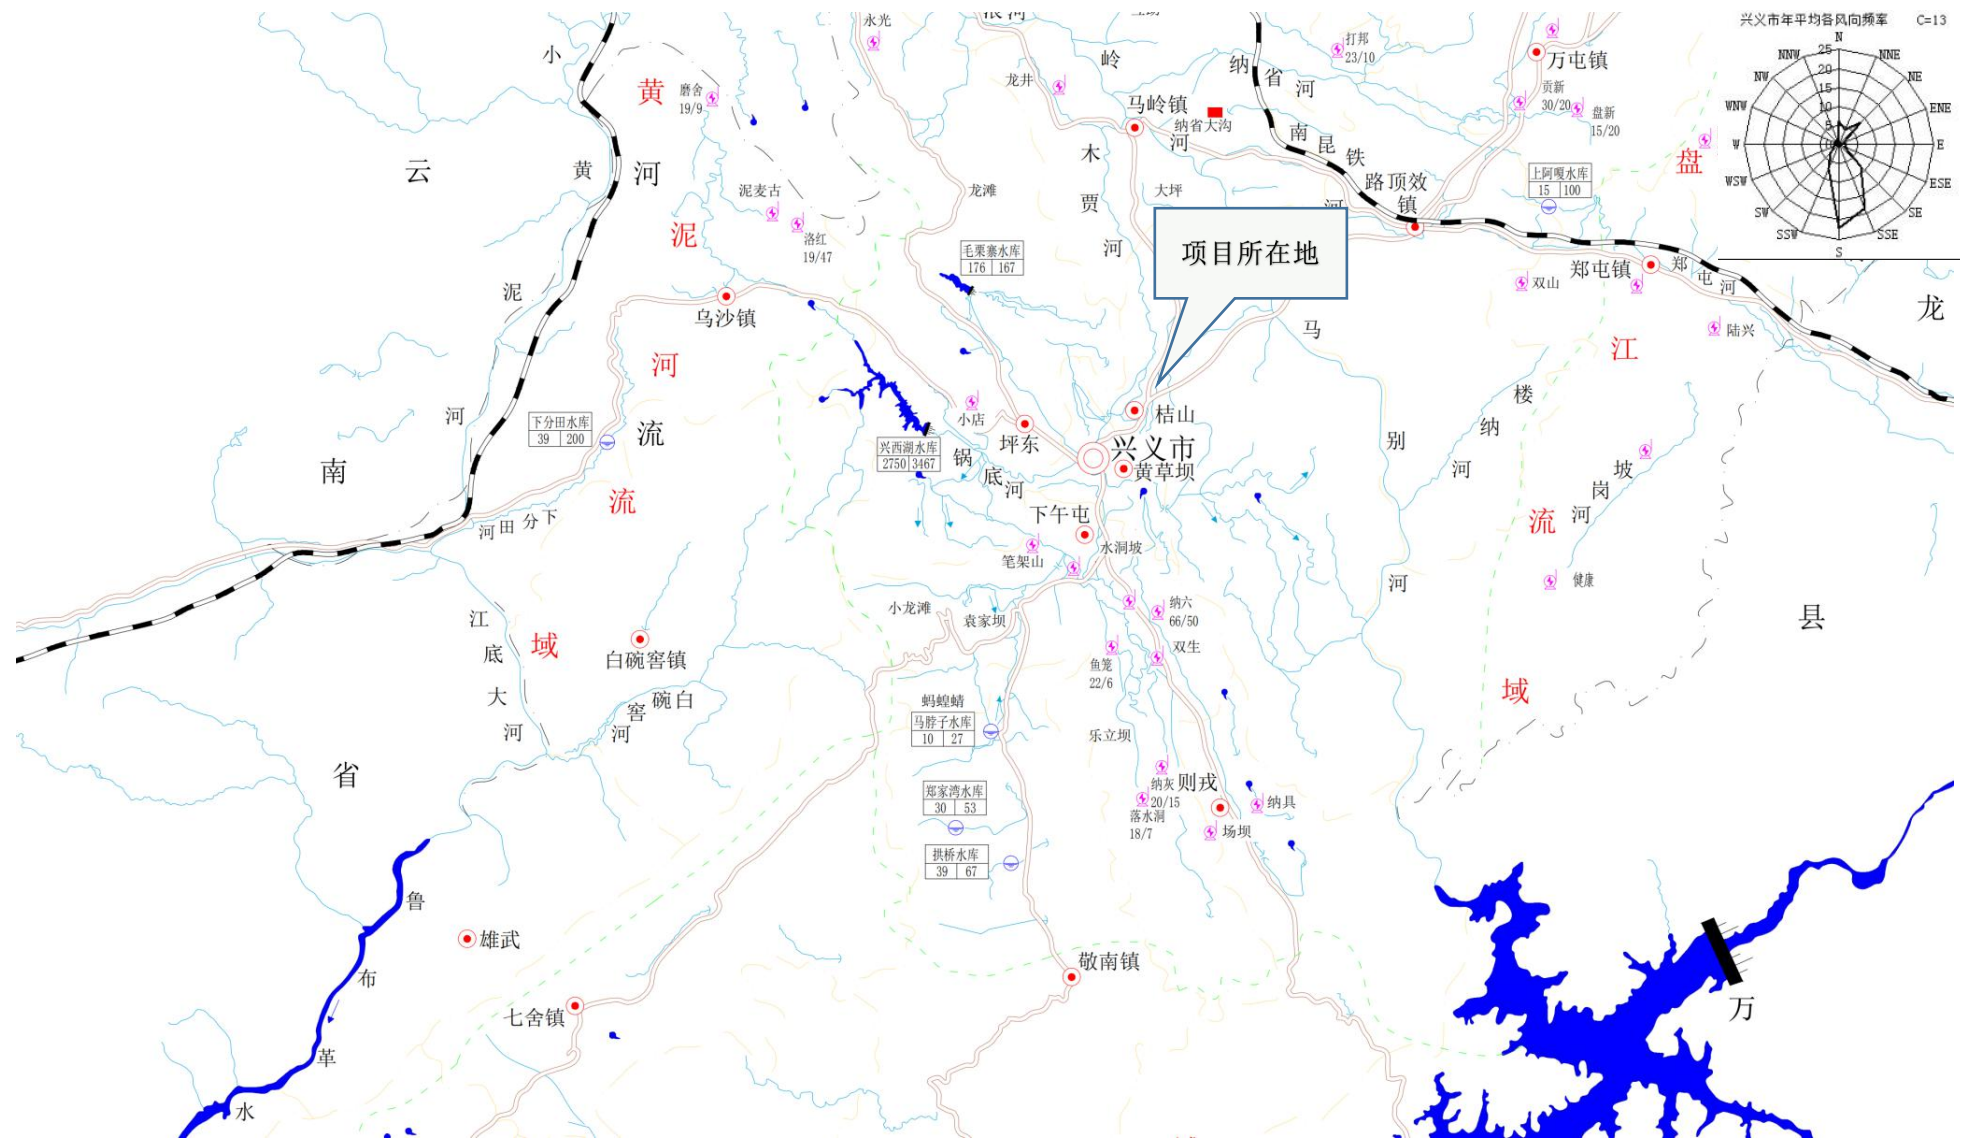 兴义市年平均各风向频率 C=13
N
NNW
25
NNE
NW
20
NE
15
WNW
10
ENE
5
W
0
E
WSW
ESE
SW
SE
SSW
SSE
S
永光
浪河
小
岭
纳省河
打邦
23/10
万屯镇
龙井
黄泥河流域
磨舍
19/9
马岭镇
河
纳省大沟
贡新
30/20
盘新
15/20
盘江流域
云南省
黄泥河
河流
南昆铁路
顶效镇
河
木贾河
大坪
龙滩
泥麦古
洛红
19/47
上阿嘎水库
15 100
项目所在地
毛栗寨水库
176 167
乌沙镇
郑屯镇
郑屯河
双山
陆兴
龙
县
马别河
楼纳河
坡岗河
健康
下分田水库
39 200
小店
坪东
桔山
兴义市
黄草坝
兴西湖水库
2750 3467
锅底河
下午屯
水洞坡
笔架山
河田分下
江底大河
小龙滩
袁家坝
纳六
66/50
双生
鱼笼
22/6
白碗窑镇
白碗窑河
蚂蝗蜻
马脖子水库
10 27
乐立坝
郑家湾水库
30 53
拱桥水库
39 67
纳灰
20/15
则戎
落水洞
18/7
纳具
场坝
鲁布革水
雄武
七舍镇
敬南镇
万